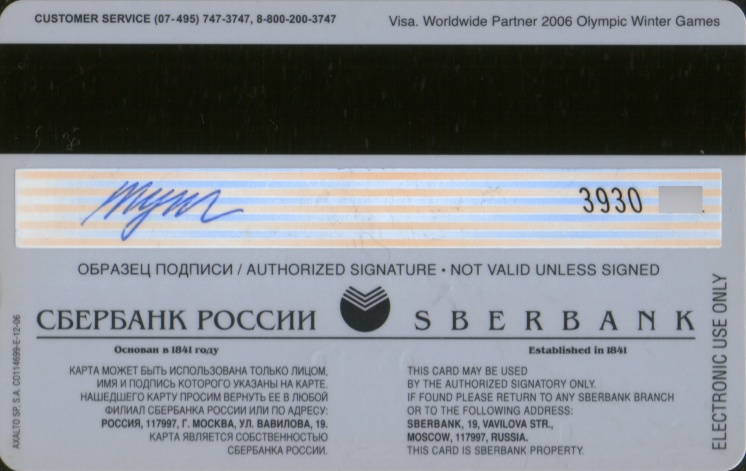 CUSTOMER SERVICE (07-495) 747-3747, 8-800-200-3747
Visa. Worldwide Partner 2006 Olympic Winter Games
3930
ОБРАЗЕЦ ПОДПИСИ / AUTHORIZED SIGNATURE • NOT VALID UNLESS SIGNED
СБЕРБАНК РОССИИ
Основан в 1841 году
КАРТА МОЖЕТ БЫТЬ ИСПОЛЬЗОВАНА ТОЛЬКО ЛИЦОМ,
ИМЯ И ПОДПИСЬ КОТОРОГО УКАЗАНЫ НА КАРТЕ.
НАШЕДШЕГО КАРТУ ПРОСИМ ВЕРНУТЬ ЕЕ В ЛЮБОЙ
ФИЛИАЛ СБЕРБАНКА РОССИИ ИЛИ ПО АДРЕСУ:
РОССИЯ, 117997, Г. МОСКВА, УЛ. ВАВИЛОВА, 19.
КАРТА ЯВЛЯЕТСЯ СОБСТВЕННОСТЬЮ
СБЕРБАНКА РОССИИ.
SBERBANK
Established in 1841
THIS CARD MAY BE USED
BY THE AUTHORIZED SIGNATORY ONLY.
IF FOUND PLEASE RETURN TO ANY SBERBANK BRANCH
OR TO THE FOLLOWING ADDRESS:
SBERBANK, 19, VAVILOVA STR.,
MOSCOW, 117997, RUSSIA.
THIS CARD IS SBERBANK PROPERTY.
ELECTRONIC USE ONLY
AXALTO SP, S.A. CO114699-E-12-06